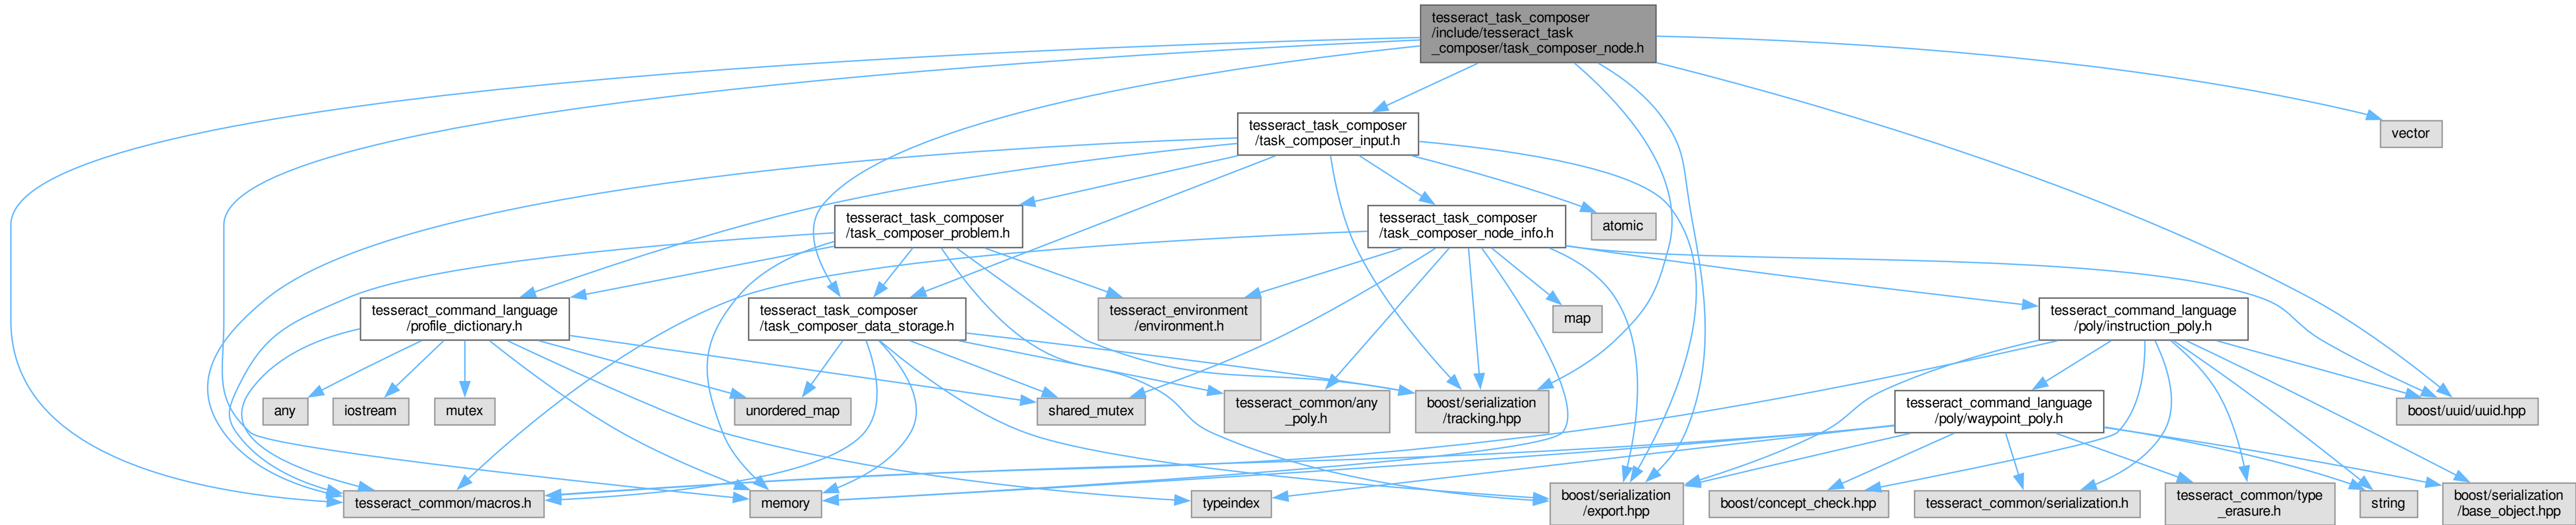 tesseract_task_composer
/include/tesseract_task
_composer/task_composer_node.h
tesseract_task_composer
/task_composer_input.h
vector
tesseract_task_composer
/task_composer_problem.h
tesseract_task_composer
/task_composer_node_info.h
atomic
tesseract_command_language
/profile_dictionary.h
tesseract_task_composer
/task_composer_data_storage.h
tesseract_environment
/environment.h
map
tesseract_command_language
/poly/instruction_poly.h
any
iostream
mutex
unordered_map
shared_mutex
tesseract_common/any
_poly.h
boost/serialization
/tracking.hpp
tesseract_command_language
/poly/waypoint_poly.h
boost/uuid/uuid.hpp
tesseract_common/macros.h
memory
typeindex
boost/serialization
/export.hpp
boost/concept_check.hpp
tesseract_common/serialization.h
tesseract_common/type
_erasure.h
string
boost/serialization
/base_object.hpp